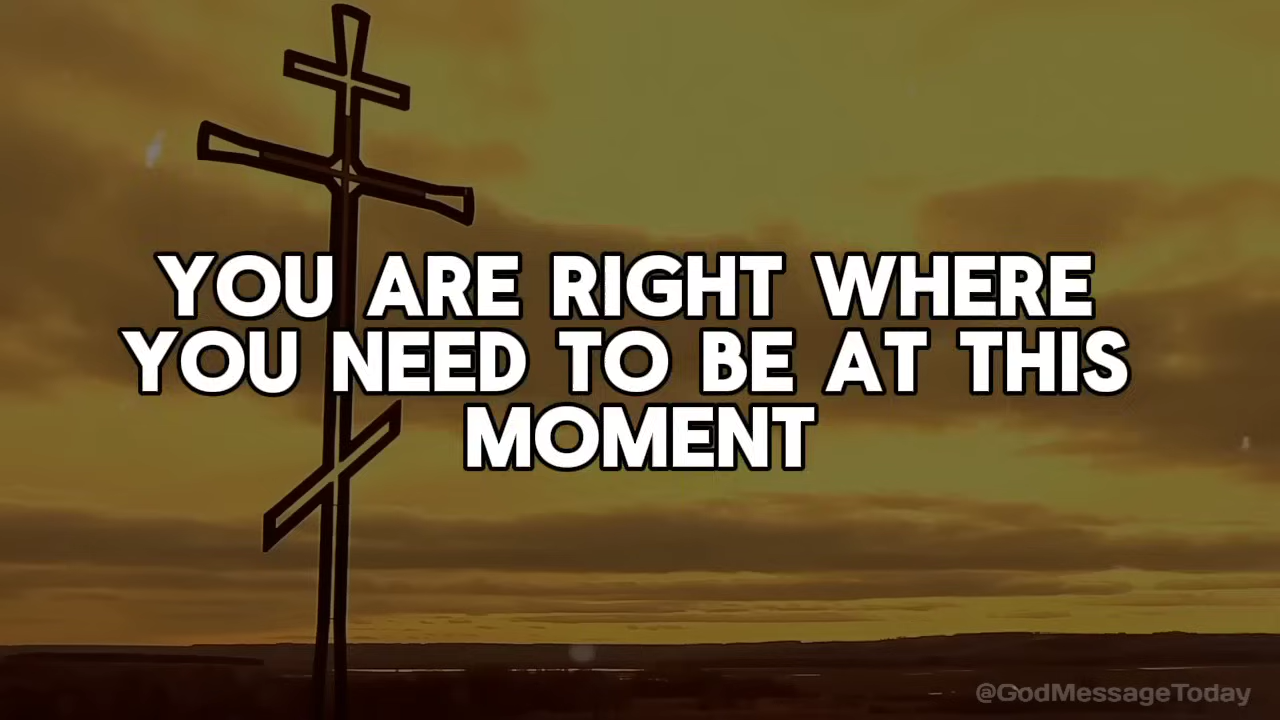 YOU ARE RIGHT WHERE
YOU NEED TO BE AT THIS
MOMENT
@GodMessageToday